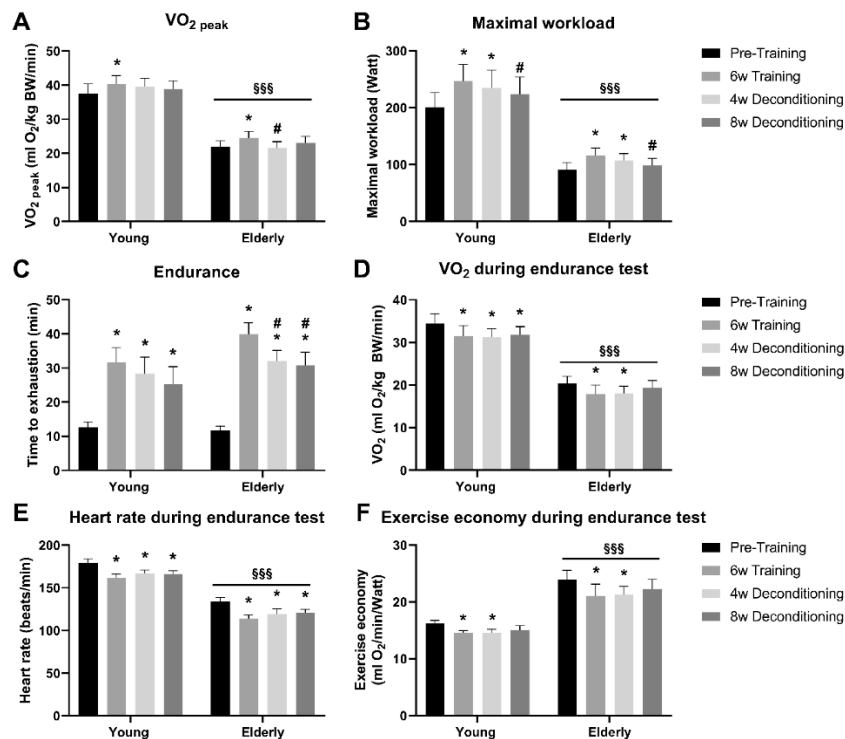 A
VO2 peak
VO2 peak (ml O2/kg BW/min)
50
40
30
20
10
0
*
§§§
*
#
Young
Elderly
B
Maximal workload
Maximal workload (Watt)
300
200
100
0
*
*
#
§§§
*
*
#
Young
Elderly
Pre-Training
6w Training
4w Deconditioning
8w Deconditioning
C
Endurance
Time to exhaustion (min)
50
40
30
20
10
0
*
*
*
*
#
*
#
*
Young
Elderly
D
VO2 during endurance test
VO2 (ml O2/kg BW/min)
40
30
20
10
0
*
*
*
§§§
*
*
Young
Elderly
Pre-Training
6w Training
4w Deconditioning
8w Deconditioning
E
Heart rate during endurance test
Heart rate (beats/min)
200
150
100
50
0
*
*
*
§§§
*
*
*
Young
Elderly
F
Exercise economy during endurance test
Exercise economy
(ml O2/min/Watt)
30
20
10
0
*
*
§§§
*
*
Young
Elderly
Pre-Training
6w Training
4w Deconditioning
8w Deconditioning